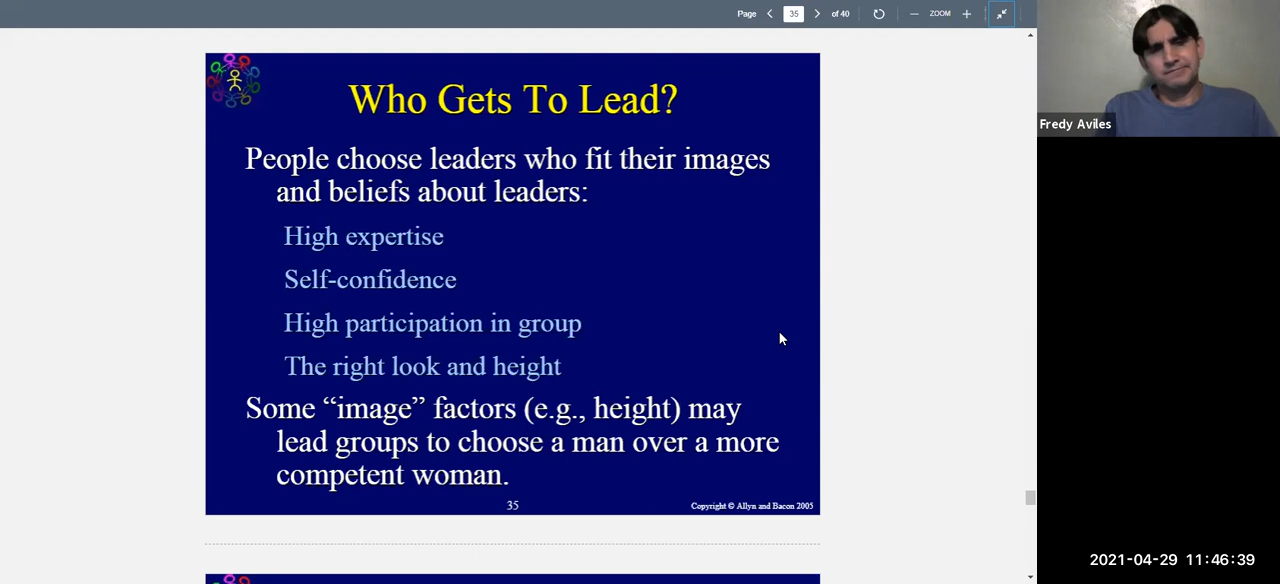 Page 35 of 40 ZOOM
Who Gets To Lead?
People choose leaders who fit their images
and beliefs about leaders:
High expertise
Self-confidence
High participation in group
The right look and height
Some “image” factors (e.g., height) may
lead groups to choose a man over a more
competent woman.
35
Copyright © Allyn and Bacon 2005
Fredy Aviles
2021-04-29 11:46:39